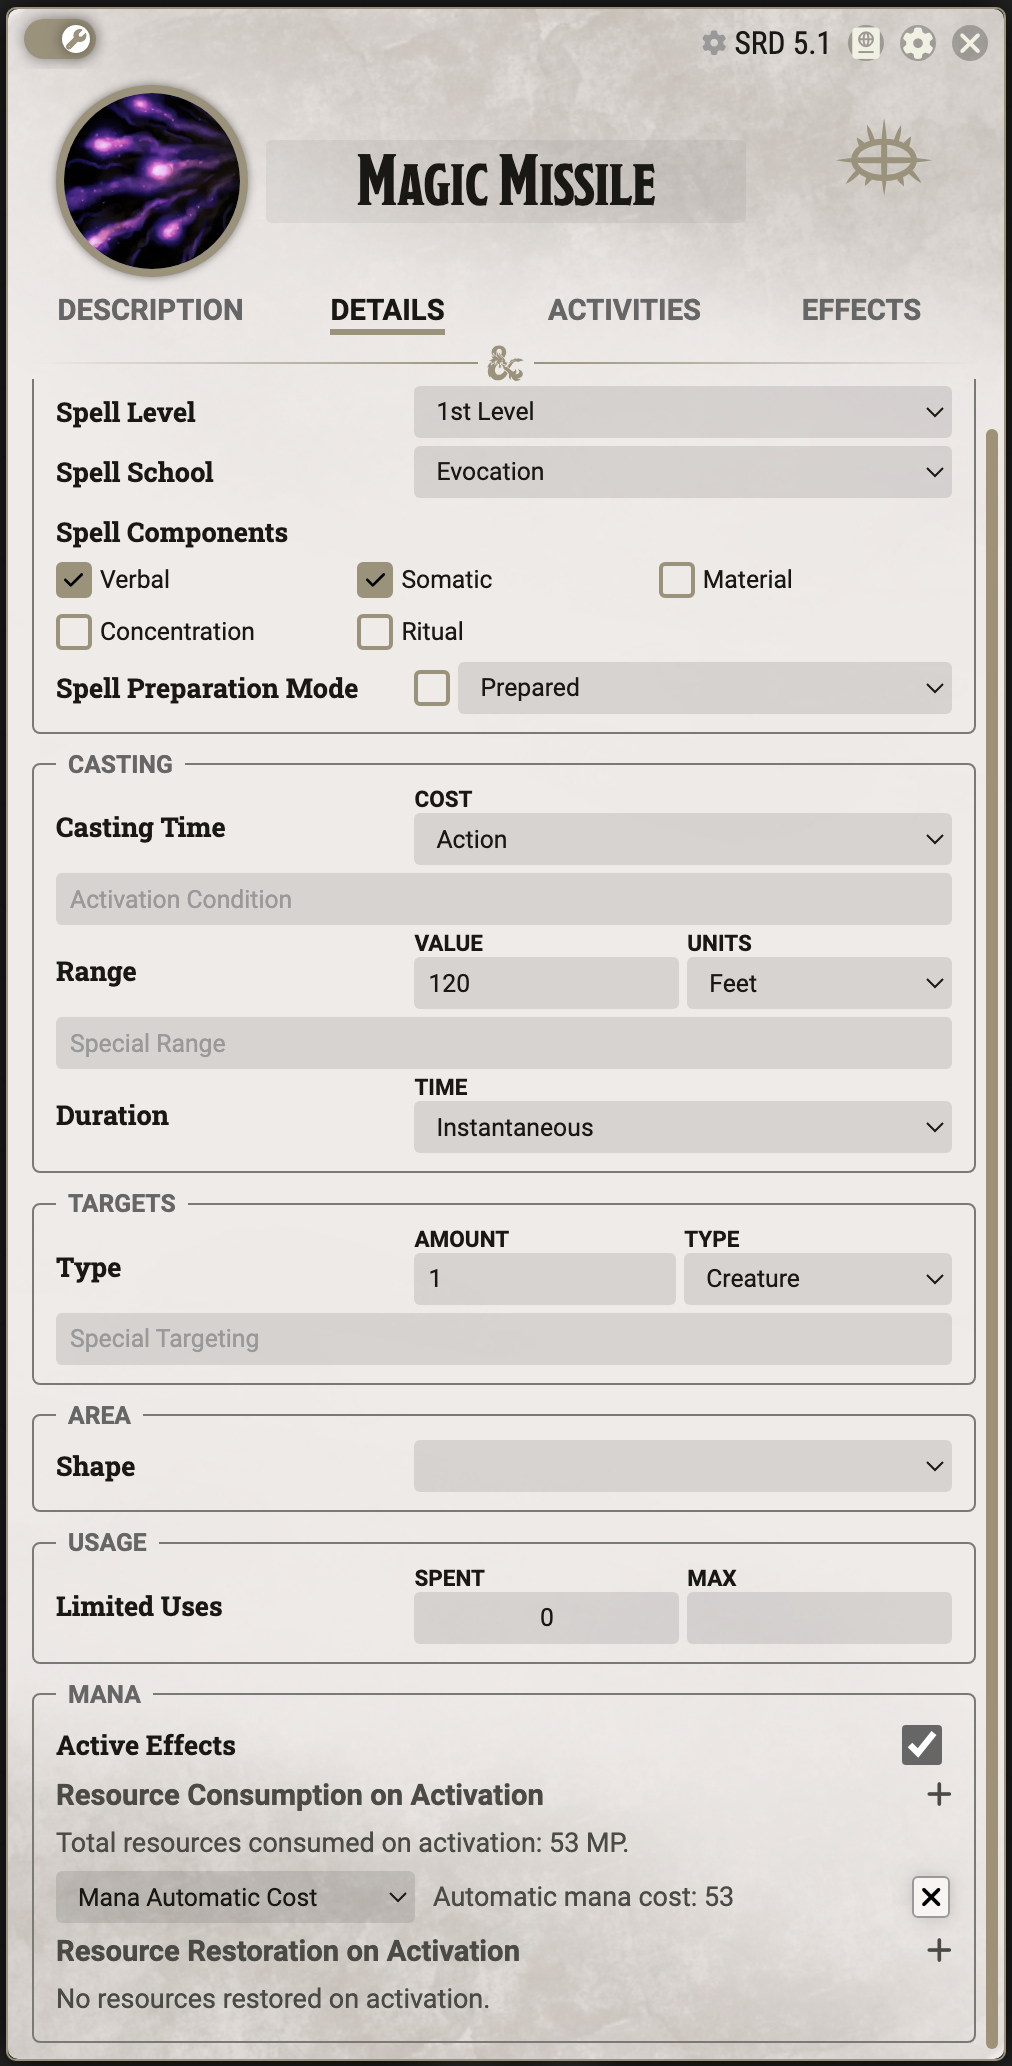 SRD 5.1
Magic Missile
DESCRIPTION DETAILS ACTIVITIES EFFECTS
&
Spell Level 1st Level
Spell School Evocation
Spell Components
Verbal Somatic Material
Concentration Ritual
Spell Preparation Mode Prepared
CASTING
COST
Casting Time Action
Activation Condition
VALUE UNITS
Range 120 Feet
Special Range
TIME
Duration Instantaneous
TARGETS
AMOUNT TYPE
Type 1 Creature
Special Targeting
AREA
Shape
USAGE
SPENT MAX
Limited Uses 0
MANA
Active Effects
Resource Consumption on Activation
Total resources consumed on activation: 53 MP.
Mana Automatic Cost Automatic mana cost: 53
Resource Restoration on Activation
No resources restored on activation.